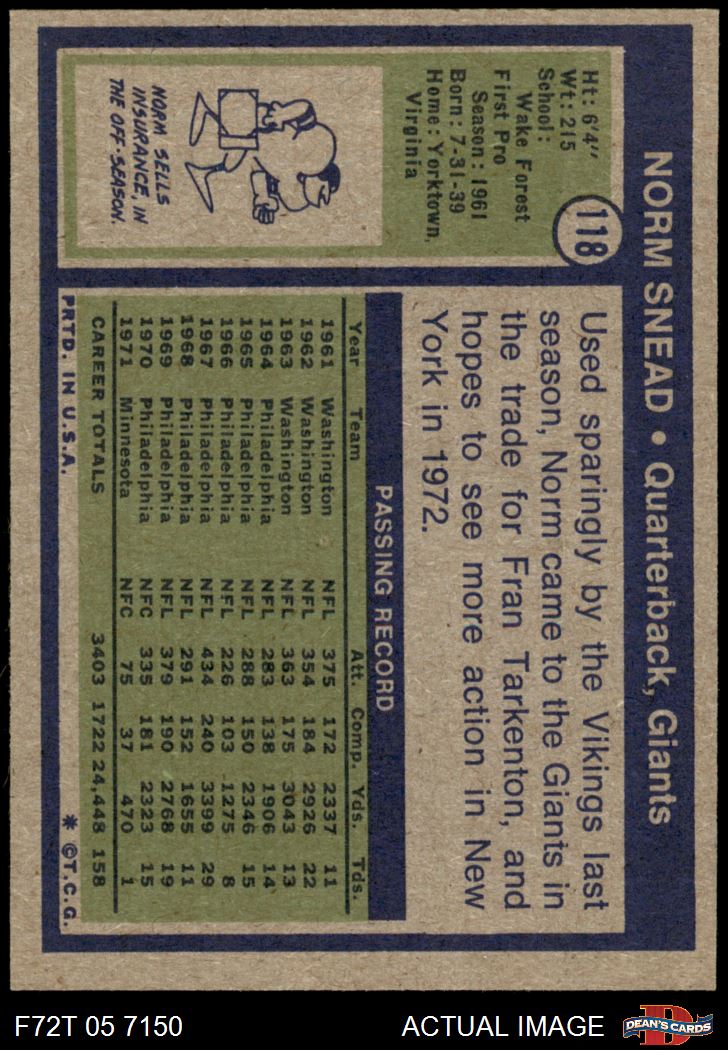 NORM SNEAD • Quarterback, Giants
118
Ht: 6'4"
Wt: 215
School:
Wake Forest
First Pro
Season: 1961
Born: 7-31-39
Home: Yorktown,
Virginia
NORM SELLS
INSURANCE, IN
THE OFF-SEASON.
Used sparingly by the Vikings last
season, Norm came to the Giants in
the trade for Fran Tarkenton, and
hopes to see more action in New
York in 1972.
PASSING RECORD
Year Team Att. Comp. Yds. Tds.
1961 Washington NFL 375 172 2337 11
1962 Washington NFL 354 184 2926 22
1963 Washington NFL 363 175 3043 13
1964 Philadelphia NFL 283 138 1906 14
1965 Philadelphia NFL 288 150 2346 15
1966 Philadelphia NFL 226 103 1275 8
1967 Philadelphia NFL 434 240 3399 29
1968 Philadelphia NFL 291 152 1655 11
1969 Philadelphia NFL 379 190 2768 19
1970 Philadelphia NFC 335 181 2323 15
1971 Minnesota NFC 75 37 470 1
CAREER TOTALS 3403 1722 24,448 158
PRTD. IN U.S.A. * ©T.C.G.
F72T 05 7150 ACTUAL IMAGE D DEAN'S CARDS